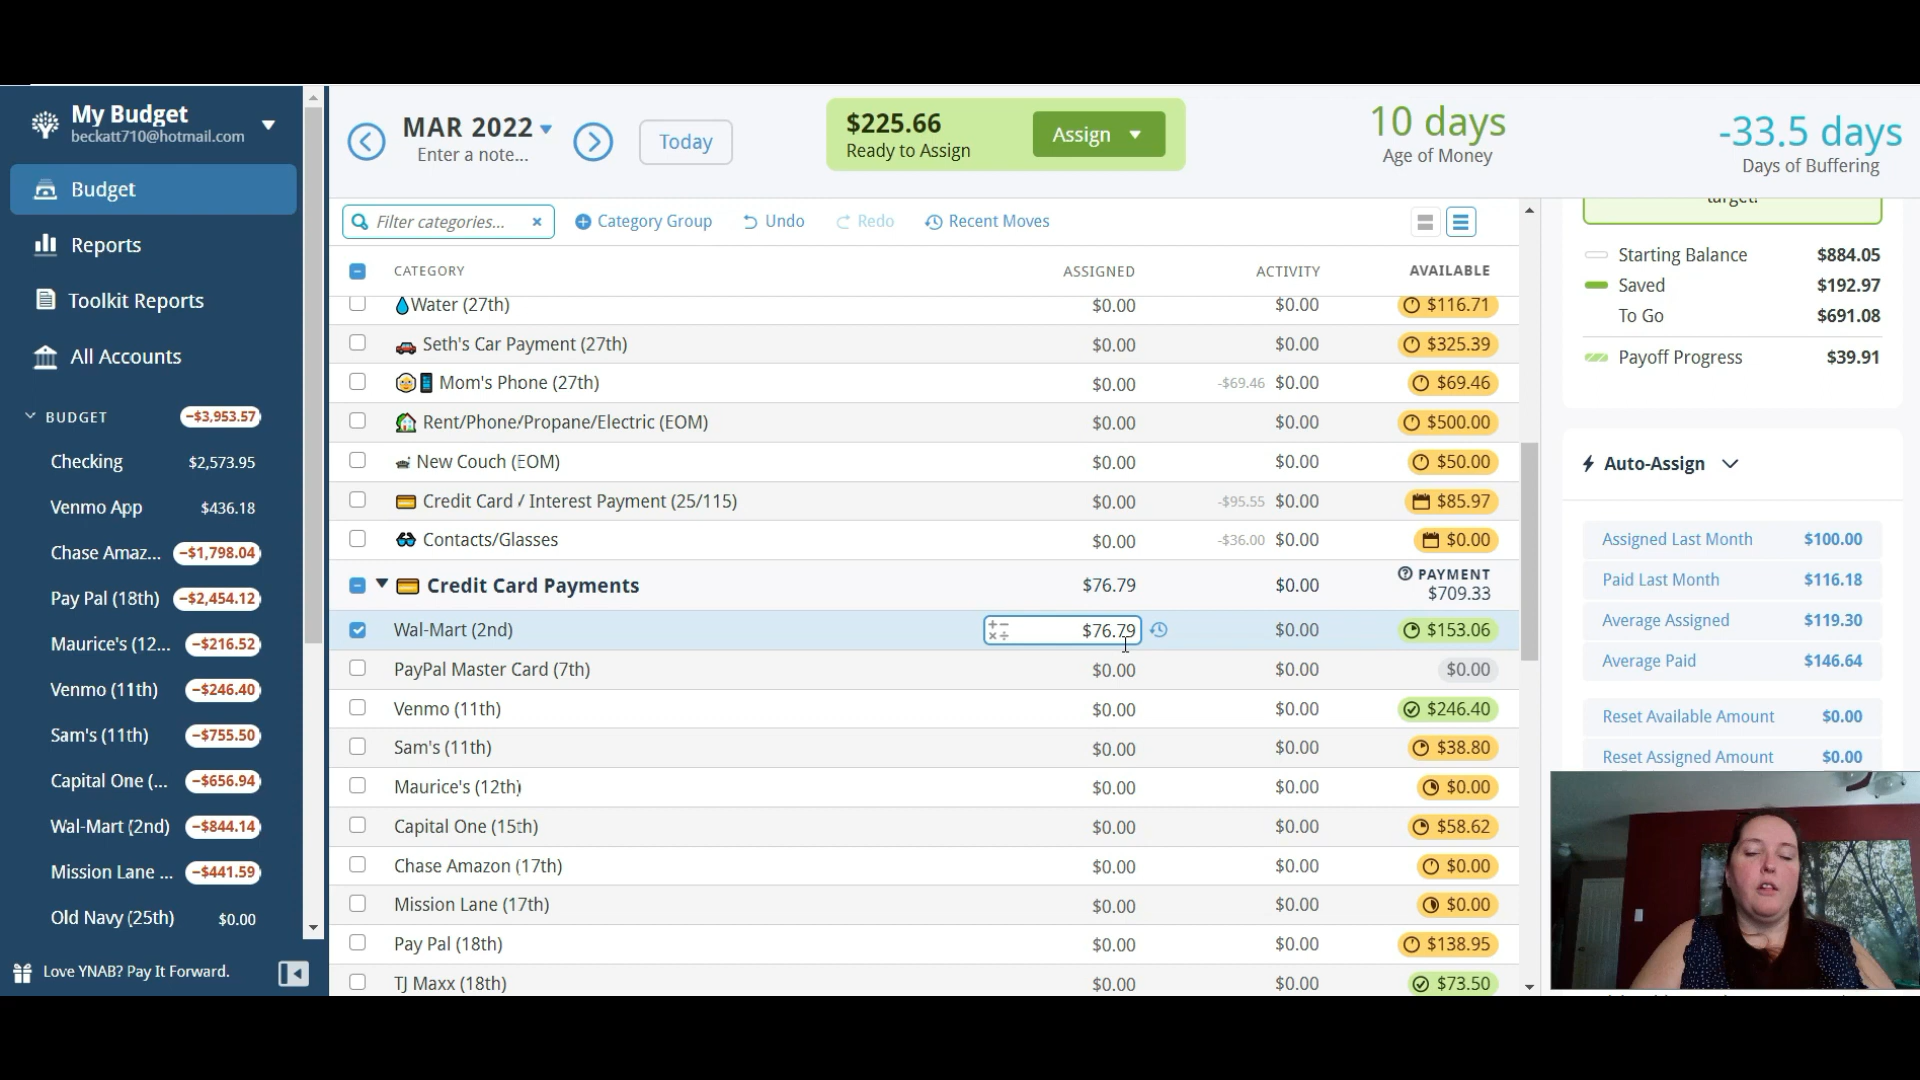 My Budget
beckatt710@hotmail.com
Budget
Reports
Toolkit Reports
All Accounts
BUDGET -$3,953.57
Checking $2,573.95
Venmo App $436.18
Chase Amaz... -$1,798.04
Pay Pal (18th) -$2,454.12
Maurice's (12... -$216.52
Venmo (11th) -$246.40
Sam's (11th) -$755.50
Capital One (... -$656.94
Wal-Mart (2nd) -$844.14
Mission Lane ... -$441.59
Old Navy (25th) $0.00
Love YNAB? Pay It Forward.
MAR 2022
Enter a note...
Today
$225.66
Ready to Assign
Assign
10 days
Age of Money
-33.5 days
Days of Buffering
Filter categories...
Category Group
Undo
Redo
Recent Moves
CATEGORY ASSIGNED ACTIVITY AVAILABLE
Water (27th) $0.00 $0.00 $116.71
Seth's Car Payment (27th) $0.00 $0.00 $325.39
Mom's Phone (27th) $0.00 -$69.46 $0.00 $69.46
Rent/Phone/Propane/Electric (EOM) $0.00 $0.00 $500.00
New Couch (EOM) $0.00 $0.00 $50.00
Credit Card / Interest Payment (25/115) $0.00 -$95.55 $0.00 $85.97
Contacts/Glasses $0.00 -$36.00 $0.00 $0.00
Credit Card Payments $76.79 $0.00 PAYMENT $709.33
Wal-Mart (2nd) $76.79 $0.00 $153.06
PayPal Master Card (7th) $0.00 $0.00 $0.00
Venmo (11th) $0.00 $0.00 $246.40
Sam's (11th) $0.00 $0.00 $38.80
Maurice's (12th) $0.00 $0.00 $0.00
Capital One (15th) $0.00 $0.00 $58.62
Chase Amazon (17th) $0.00 $0.00 $0.00
Mission Lane (17th) $0.00 $0.00 $0.00
Pay Pal (18th) $0.00 $0.00 $138.95
TJ Maxx (18th) $0.00 $0.00 $73.50
target.
Starting Balance $884.05
Saved $192.97
To Go $691.08
Payoff Progress $39.91
Auto-Assign
Assigned Last Month $100.00
Paid Last Month $116.18
Average Assigned $119.30
Average Paid $146.64
Reset Available Amount $0.00
Reset Assigned Amount $0.00